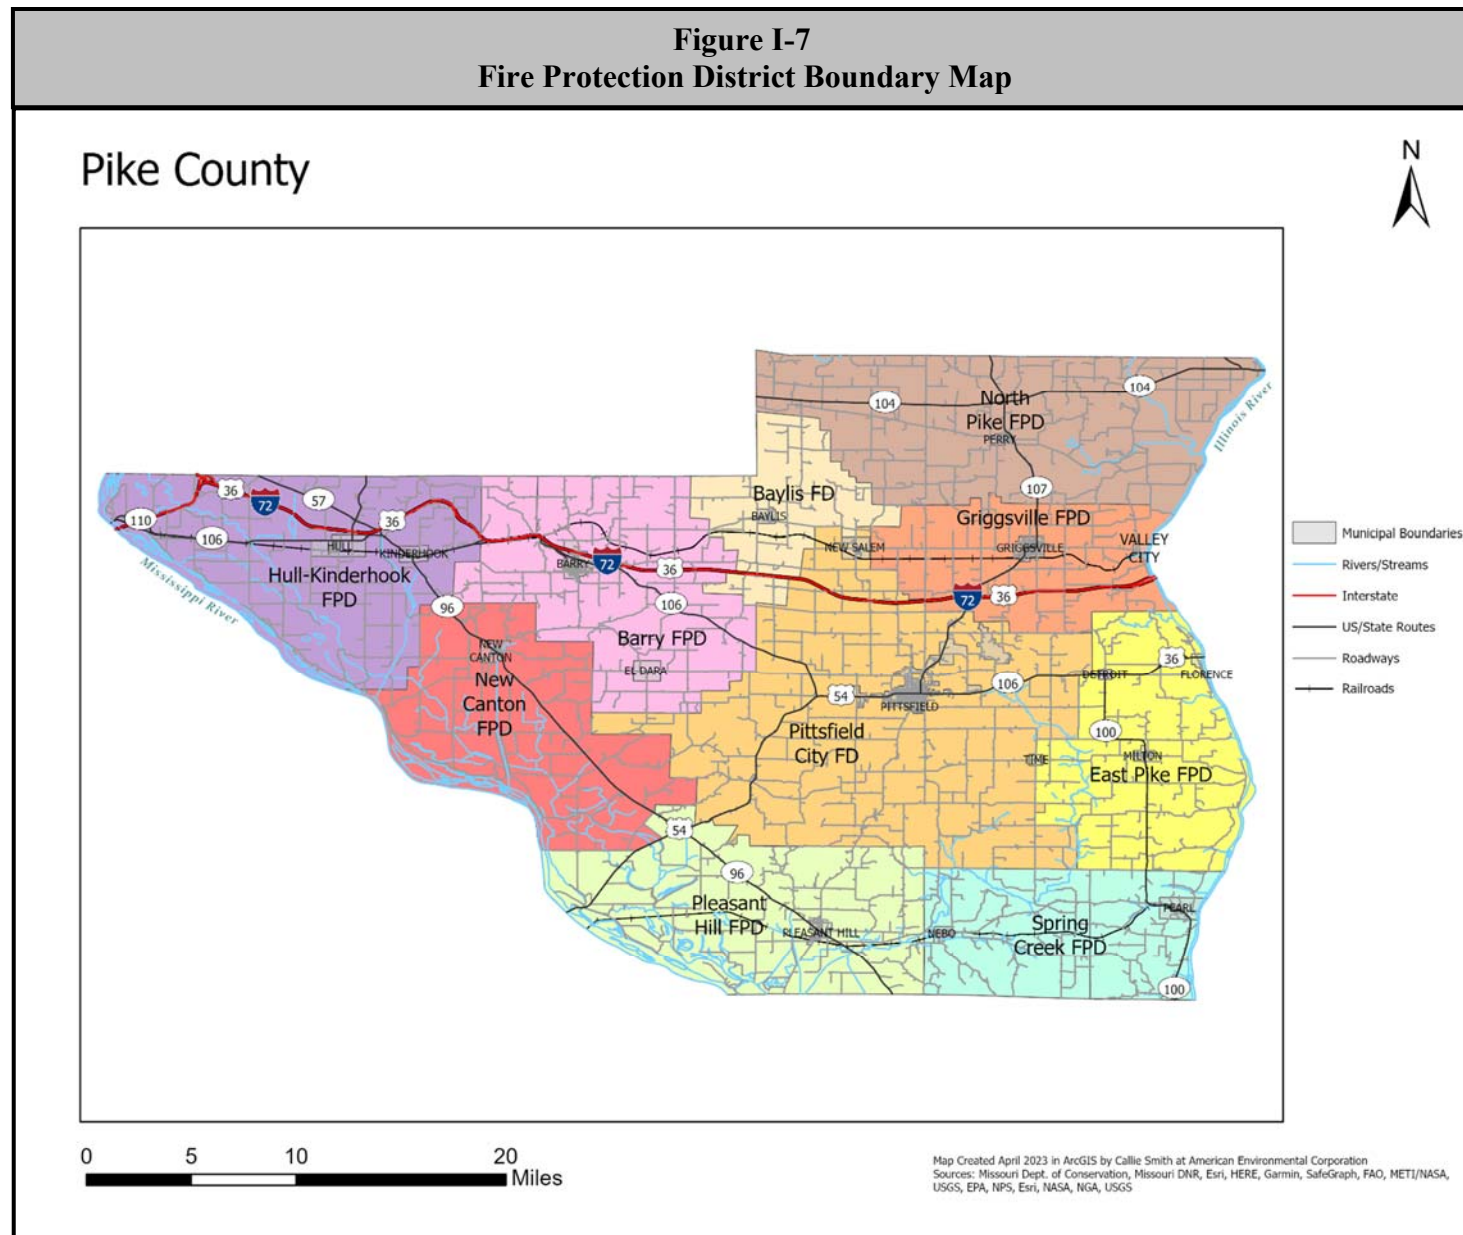 Figure I-7
Fire Protection District Boundary Map
Pike County
N
104
104
North
Pike FPD
PERRY
Illinois River
107
Baylis FD
BAYLIS
Griggsville FPD
36
72
57
36
110
106
HULL
KINDERHOOK
Hull-Kinderhook
FPD
Mississippi River
BARRY
72
36
NEW SALEM
GRIGGSVILLE
VALLEY
CITY
96
106
72
36
Barry FPD
NEW
CANTON
EL DARA
New
Canton
FPD
54
PITTSFIELD
106
DETROIT
36
FLORENCE
100
Pittsfield
City FD
TIME
MILTON
East Pike FPD
54
96
Pleasant
Hill FPD
PLEASANT HILL
NEBO
Spring
Creek FPD
PEARL
100
Municipal Boundaries
Rivers/Streams
Interstate
US/State Routes
Roadways
Railroads
0 5 10 20
Miles
Map Created April 2023 in ArcGIS by Callie Smith at American Environmental Corporation
Sources: Missouri Dept. of Conservation, Missouri DNR, Esri, HERE, Garmin, SafeGraph, FAO, METI/NASA,
USGS, EPA, NPS, Esri, NASA, NGA, USGS